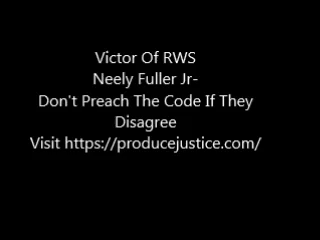 Victor Of RWS
Neely Fuller Jr-
Don't Preach The Code If They
Disagree
Visit https://producejustice.com/